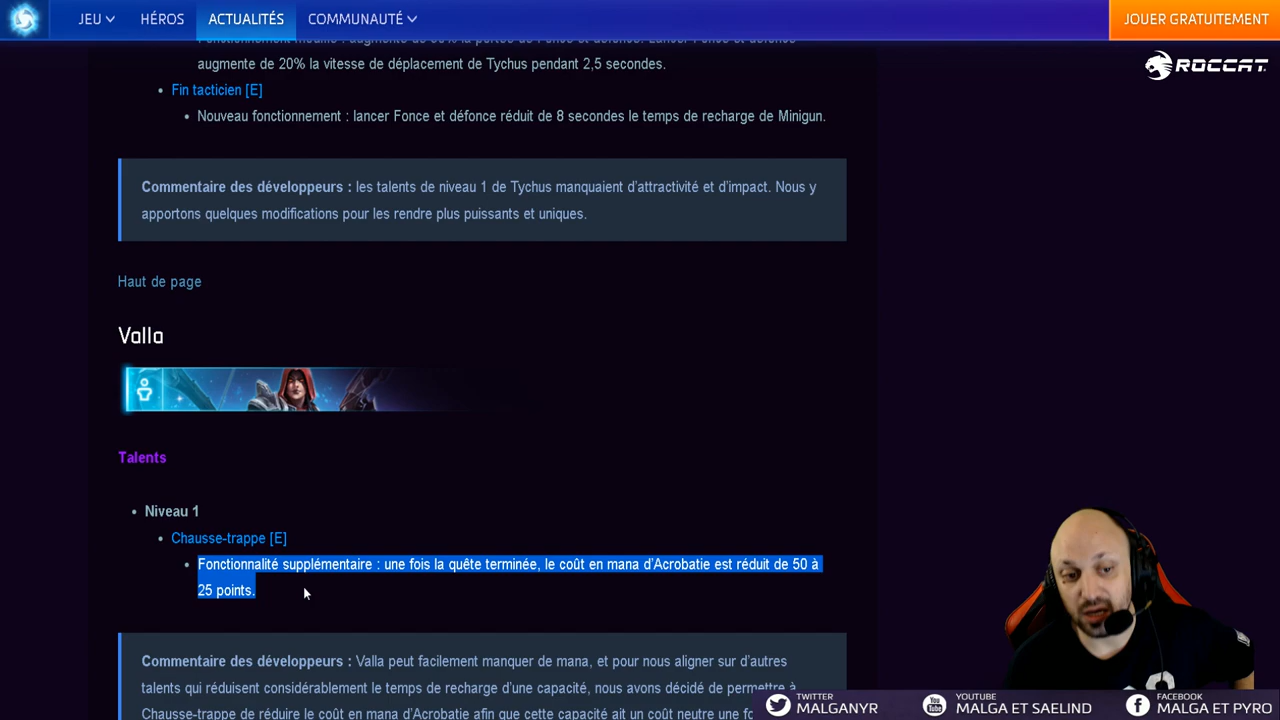 JEU HÉROS ACTUALITÉS COMMUNAUTÉ JOUER GRATUITEMENT
ROCCAT
augmente de 20% la vitesse de déplacement de Tychus pendant 2,5 secondes.
Fin tacticien [E]
Nouveau fonctionnement : lancer Fonce et défonce réduit de 8 secondes le temps de recharge de Minigun.
Commentaire des développeurs : les talents de niveau 1 de Tychus manquaient d'attractivité et d'impact. Nous y
apportons quelques modifications pour les rendre plus puissants et uniques.
Haut de page
Valla
Talents
Niveau 1
Chausse-trappe [E]
Fonctionnalité supplémentaire : une fois la quête terminée, le coût en mana d'Acrobatie est réduit de 50 à
25 points.
Commentaire des développeurs : Valla peut facilement manquer de mana, et pour nous aligner sur d'autres
talents qui réduisent considérablement le temps de recharge d'une capacité, nous avons décidé de permettre à
Chausse-trappe de réduire le coût en mana d'Acrobatie afin que cette capacité ait un coût neutre une
TWITTER
MALGANYR
YOUTUBE
MALGA ET SAELIND
FACEBOOK
MALGA ET PYRO